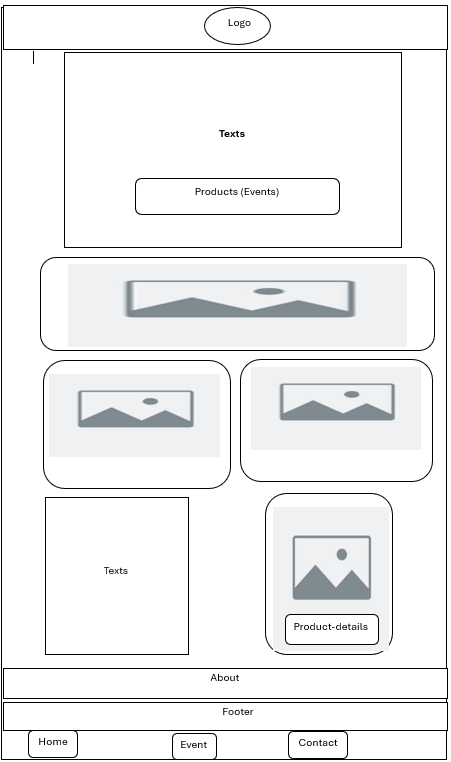 Logo
Texts
Products (Events)
Texts
Product-details
About
Footer
Home
Event
Contact